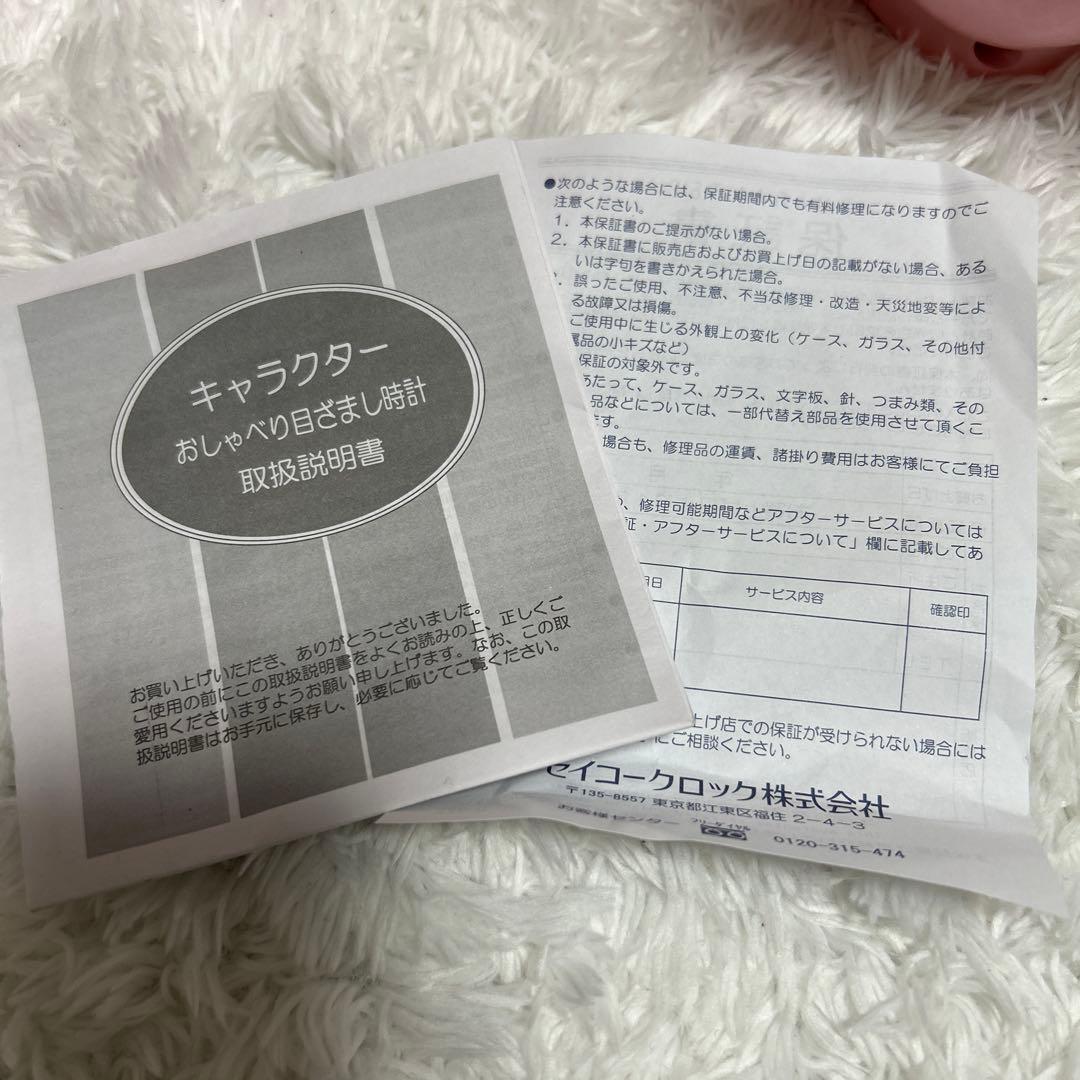 キャラクター
おしゃべり目ざまし時計
取扱説明書
お買い上げいただき、ありがとうございました。
ご使用の前にこの取扱説明書をよくお読みの上、正しくご
愛用くださいますようお願い申し上げます。なお、この取
扱説明書はお手元に保存し、必要に応じてご覧ください。
●次のような場合には、保証期間内でも有料修理になりますのでご
注意ください。
1. 本保証書のご提示がない場合。
2. 本保証書に販売店およびお買上げ日の記載がない場合、ある
いは字句を書きかえられた場合。
. 誤ったご使用、不注意、不当な修理・改造・天災地変等によ
る故障又は損傷。
ご使用中に生じる外観上の変化（ケース、ガラス、その他付
属品の小キズなど）
保証の対象外です。
あたって、ケース、ガラス、文字板、針、つまみ類、その
品などについては、一部代替え部品を使用させて頂くこ
ます。
場合も、修理品の運賃、諸掛り費用はお客様にてご負担
、修理可能期間などアフターサービスについては
証・アフターサービスについて」欄に記載してあ
月日 サービス内容 確認印
上げ店での保証が受けられない場合には
にご相談ください。
セイコークロック株式会社
〒135-8557 東京都江東区福住 2-4-3
お客様センター フリーダイヤル 0120-315-474